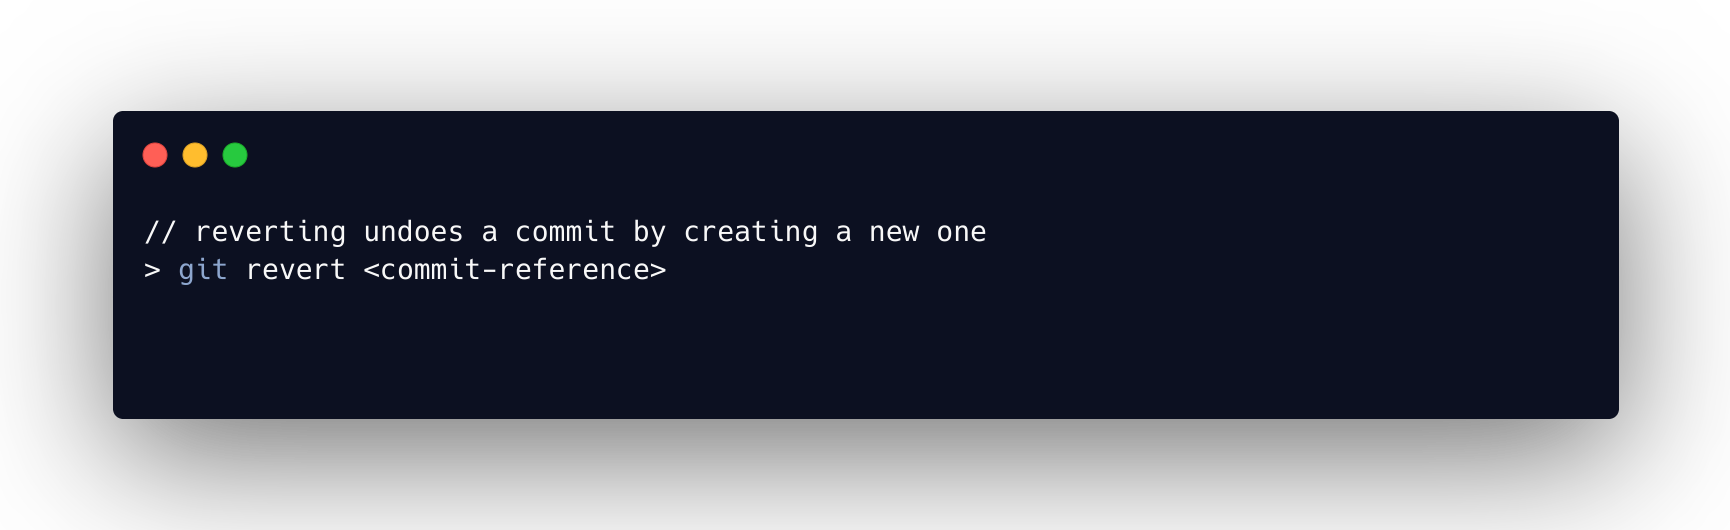 // reverting undoes a commit by creating a new one
> git revert <commit-reference>